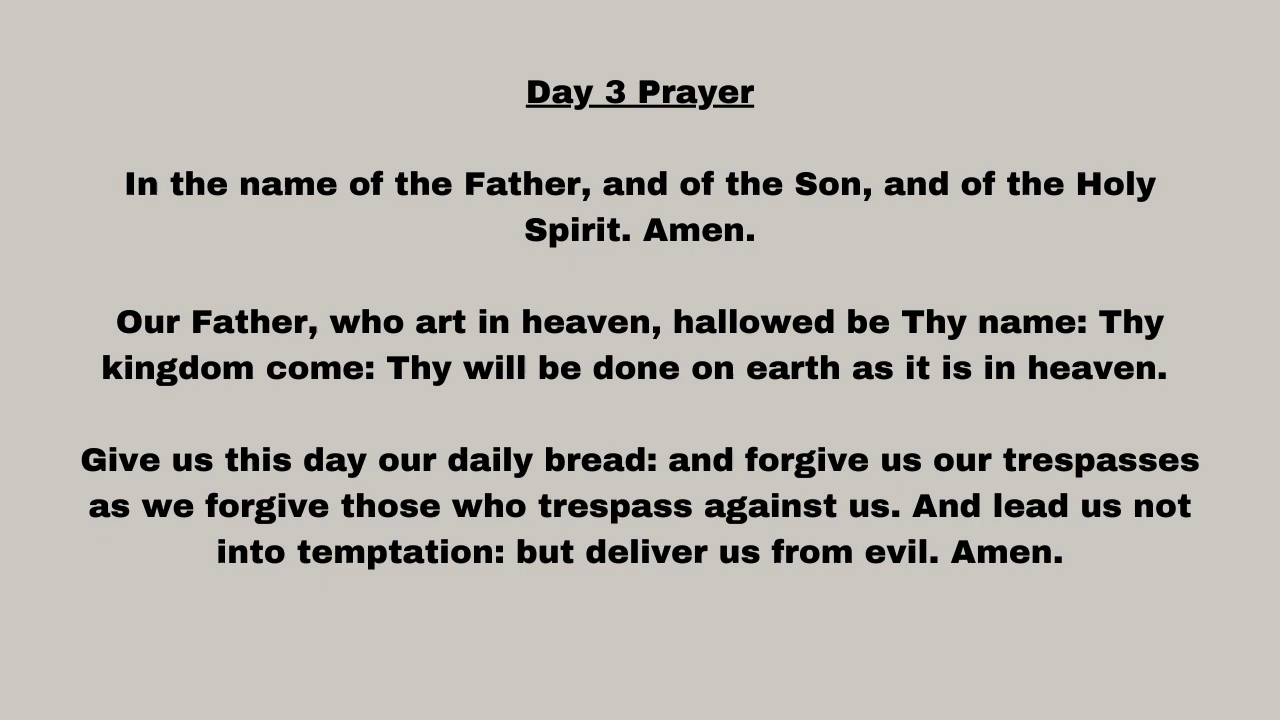 Day 3 Prayer
In the name of the Father, and of the Son, and of the Holy
Spirit. Amen.
Our Father, who art in heaven, hallowed be Thy name: Thy
kingdom come: Thy will be done on earth as it is in heaven.
Give us this day our daily bread: and forgive us our trespasses
as we forgive those who trespass against us. And lead us not
into temptation: but deliver us from evil. Amen.